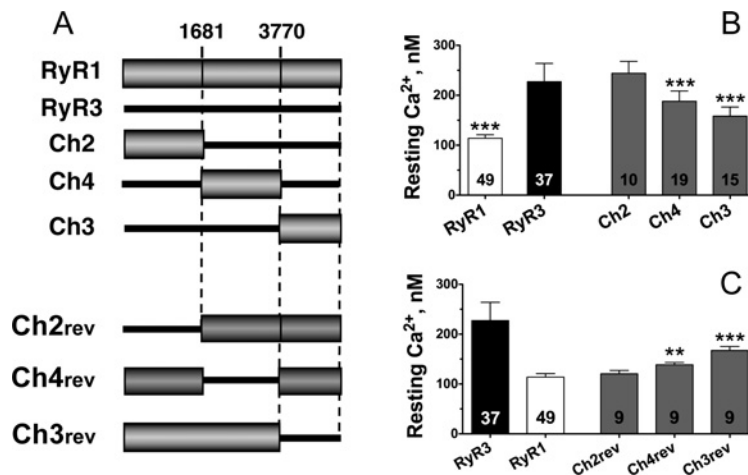 A
1681 3770
RyR1
RyR3
Ch2
Ch4
Ch3
Ch2rev
Ch4rev
Ch3rev
B
Resting Ca²⁺, nM
300
200
100
0
***
*** ***
49 37 10 19 15
RyR1 RyR3 Ch2 Ch4 Ch3
C
Resting Ca²⁺, nM
300
200
100
0
** ***
37 49 9 9 9
RyR3 RyR1 Ch2rev Ch4rev Ch3rev